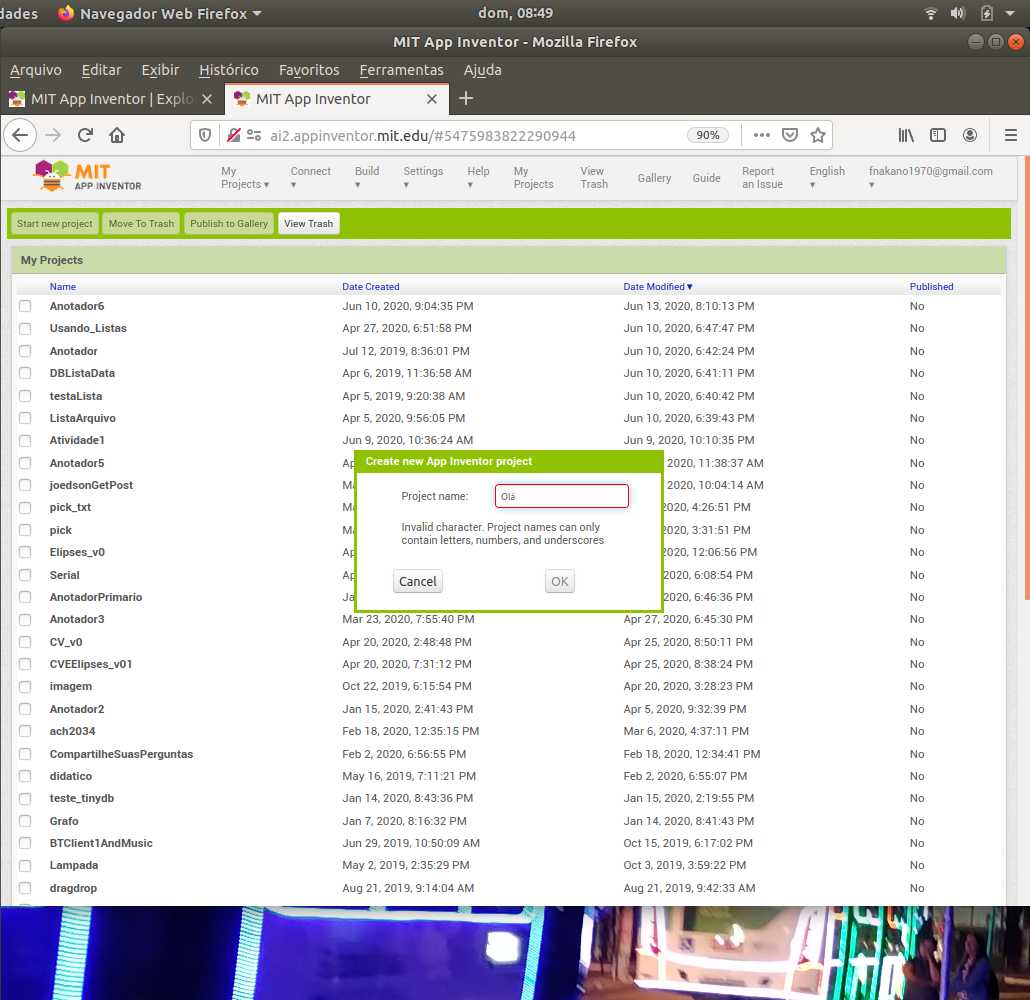 dades Navegador Web Firefox dom, 08:49
MIT App Inventor - Mozilla Firefox
Arquivo Editar Exibir Histórico Favoritos Ferramentas Ajuda
MIT App Inventor | Explo MIT App Inventor
ai2.appinventor.mit.edu/#5475983822290944 90%
MIT APP INVENTOR My Projects Connect Build Settings Help My Projects View Trash Gallery Guide Report an Issue English fnakano1970@gmail.com
Start new project Move To Trash Publish to Gallery View Trash
My Projects
Name Date Created Date Modified Published
Anotador6 Jun 10, 2020, 9:04:35 PM Jun 13, 2020, 8:10:13 PM No
Usando_Listas Apr 27, 2020, 6:51:58 PM Jun 10, 2020, 6:47:47 PM No
Anotador Jul 12, 2019, 8:36:01 PM Jun 10, 2020, 6:42:24 PM No
DBListaData Apr 6, 2019, 11:36:58 AM Jun 10, 2020, 6:41:11 PM No
testaLista Apr 5, 2019, 9:20:38 AM Jun 10, 2020, 6:40:42 PM No
ListaArquivo Apr 5, 2020, 9:56:05 PM Jun 10, 2020, 6:39:43 PM No
Atividade1 Jun 9, 2020, 10:36:24 AM Jun 9, 2020, 10:10:35 PM No
Anotador5 Ap 2020, 11:38:37 AM No
joedsonGetPost Ma 2020, 10:04:14 AM No
pick_txt Ma 2020, 4:26:51 PM No
pick Ma 2020, 3:31:51 PM No
Elipses_v0 Ap 2020, 12:06:56 PM No
Serial Ap 2020, 6:08:54 PM No
AnotadorPrimario Ja 2020, 6:46:36 PM No
Create new App Inventor project
Project name: Olá
Invalid character. Project names can only
contain letters, numbers, and underscores
Cancel OK
Anotador3 Mar 23, 2020, 7:55:40 PM Apr 27, 2020, 6:45:30 PM No
CV_v0 Apr 20, 2020, 2:48:48 PM Apr 25, 2020, 8:50:11 PM No
CVEElipses_v01 Apr 20, 2020, 7:31:12 PM Apr 25, 2020, 8:38:24 PM No
imagem Oct 22, 2019, 6:15:54 PM Apr 20, 2020, 3:28:23 PM No
Anotador2 Jan 15, 2020, 2:41:43 PM Apr 5, 2020, 9:32:39 PM No
ach2034 Feb 18, 2020, 12:35:15 PM Mar 6, 2020, 4:37:11 PM No
CompartilheSuasPerguntas Feb 2, 2020, 6:56:55 PM Feb 18, 2020, 12:34:41 PM No
didatico May 16, 2019, 7:11:21 PM Feb 2, 2020, 6:55:07 PM No
teste_tinydb Jan 14, 2020, 8:43:36 PM Jan 15, 2020, 2:19:55 PM No
Grafo Jan 7, 2020, 8:16:32 PM Jan 14, 2020, 8:41:43 PM No
BTClient1AndMusic Jun 29, 2019, 10:50:09 AM Oct 15, 2019, 6:17:02 PM No
Lampada May 2, 2019, 2:35:29 PM Oct 3, 2019, 3:59:22 PM No
dragdrop Aug 21, 2019, 9:14:04 AM Aug 21, 2019, 9:42:33 AM No